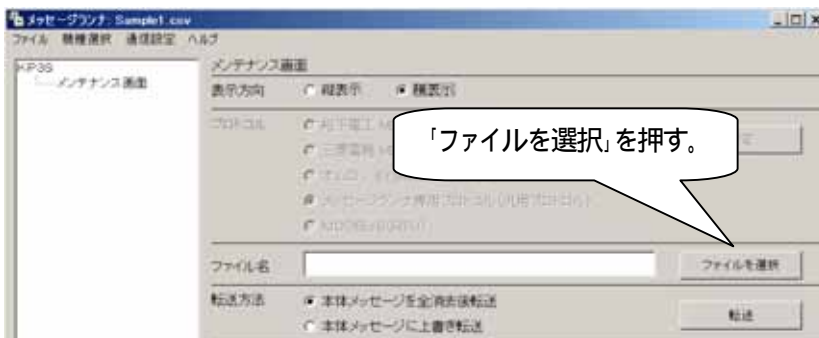 メッセージランナ: Sample1.csv
ファイル 機種選択 通信設定 ヘルプ
KP3S
メンテナンス画面
メンテナンス画面
表示方向 縦表示 横表示
プロトコル
「ファイルを選択」を押す。
ファイル名 ファイルを選択
転送方法 本体メッセージを全消去後転送
本体メッセージに上書き転送
転送